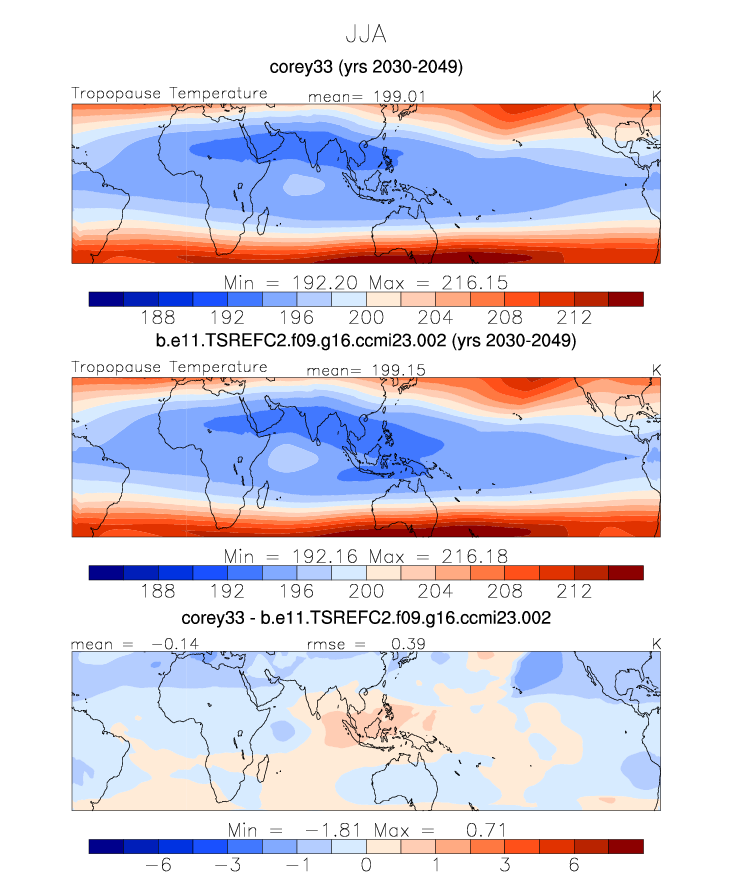 JJA
corey33 (yrs 2030-2049)
Tropopause Temperature mean= 199.01 K
Min = 192.20 Max = 216.15
188 192 196 200 204 208 212
b.e11.TSREFC2.f09.g16.ccmi23.002 (yrs 2030-2049)
Tropopause Temperature mean= 199.15 K
Min = 192.16 Max = 216.18
188 192 196 200 204 208 212
corey33 - b.e11.TSREFC2.f09.g16.ccmi23.002
mean = -0.14 rmse = 0.39 K
Min = -1.81 Max = 0.71
-6 -3 -1 0 1 3 6